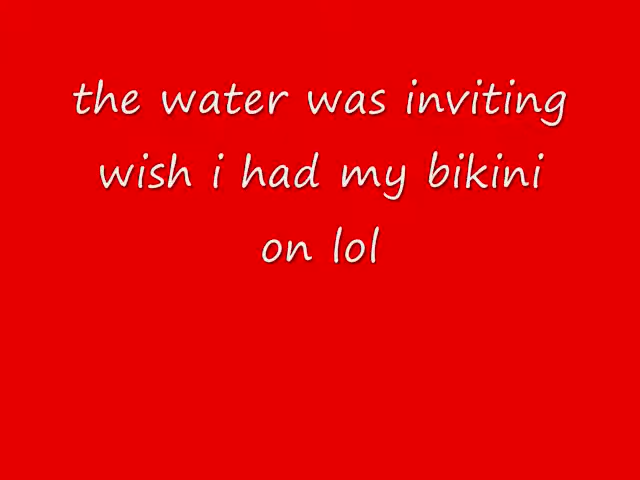 the water was inviting
wish i had my bikini
on lol